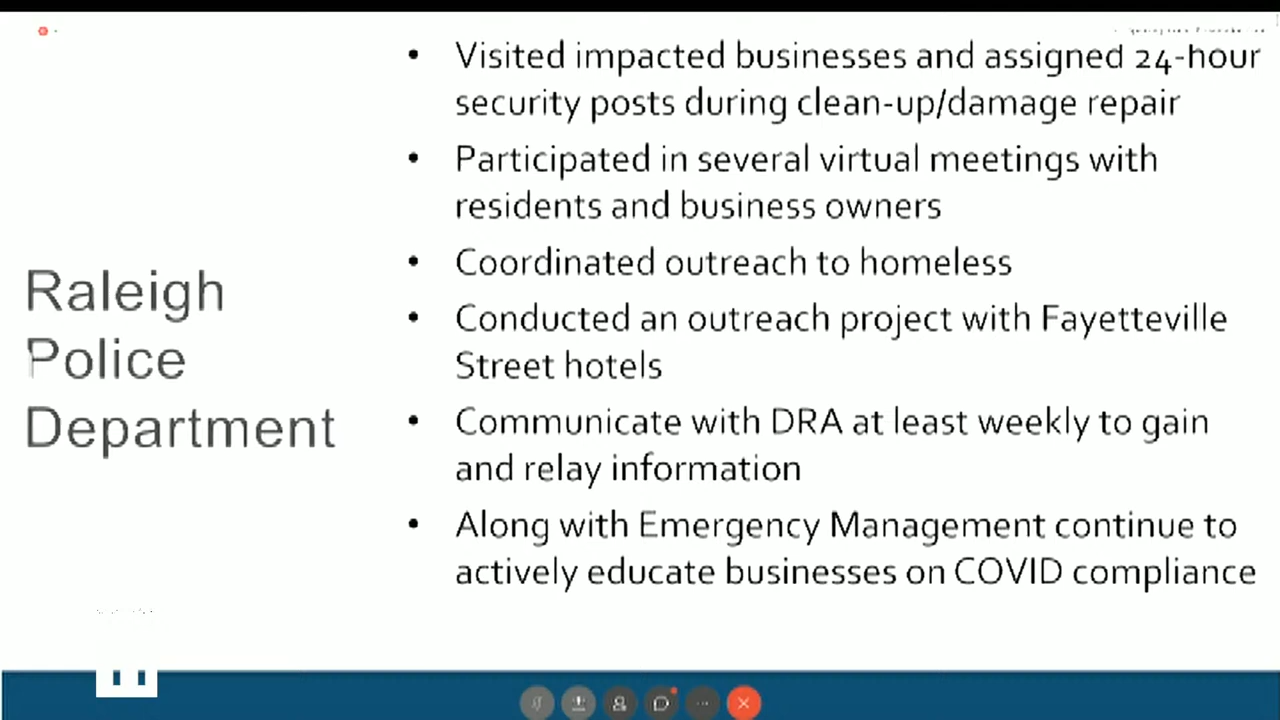 Raleigh
Police
Department
• Visited impacted businesses and assigned 24-hour
security posts during clean-up/damage repair
• Participated in several virtual meetings with
residents and business owners
• Coordinated outreach to homeless
• Conducted an outreach project with Fayetteville
Street hotels
• Communicate with DRA at least weekly to gain
and relay information
• Along with Emergency Management continue to
actively educate businesses on COVID compliance